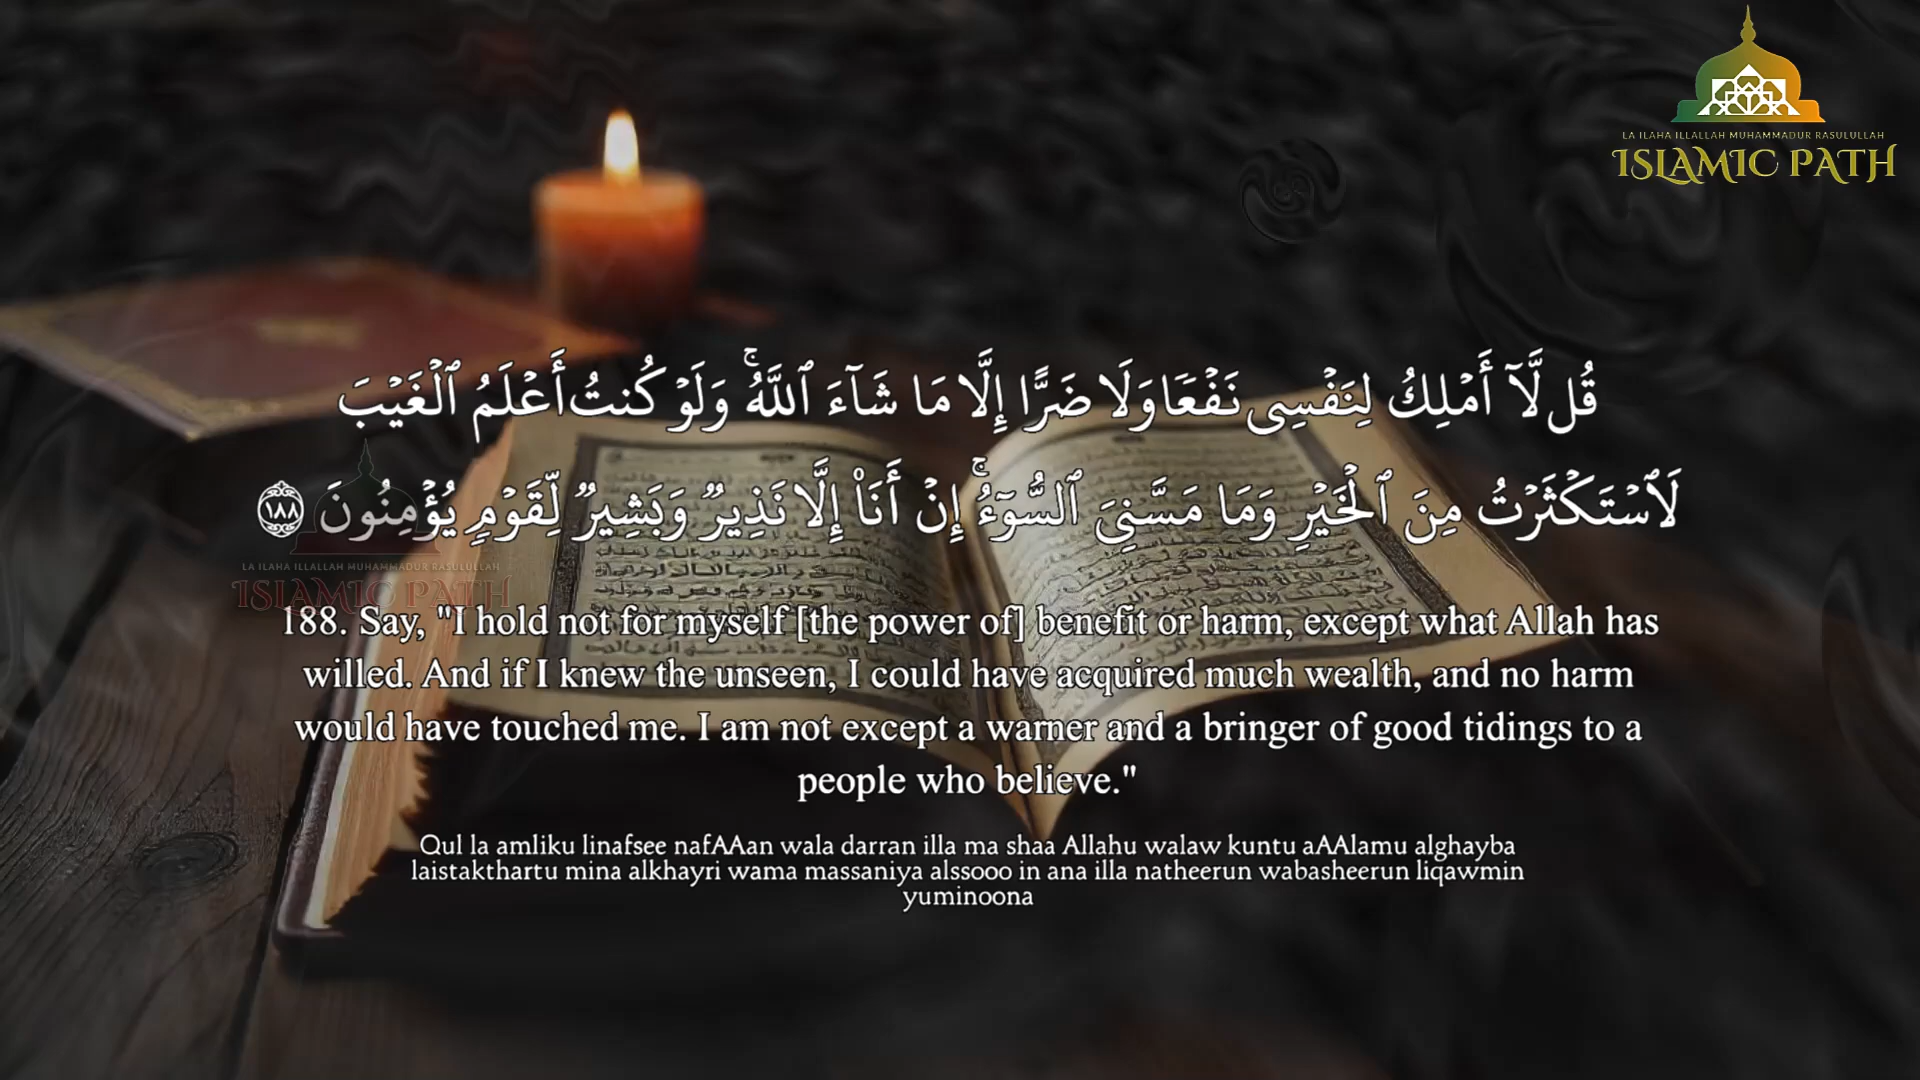 LA ILAHA ILLALLAH MUHAMMADUR RASULULLAH
ISLAMIC PATH
قُل لَّآ أَمْلِكُ لِنَفْسِى نَفْعًا وَلَا ضَرًّا إِلَّا مَا شَآءَ ٱللَّهُ ۚ وَلَوْ كُنتُ أَعْلَمُ ٱلْغَيْبَ
لَٱسْتَكْثَرْتُ مِنَ ٱلْخَيْرِ وَمَا مَسَّنِىَ ٱلسُّوٓءُ ۚ إِنْ أَنَا۠ إِلَّا نَذِيرٌ وَبَشِيرٌ لِّقَوْمٍ يُؤْمِنُونَ ١٨٨
LA ILAHA ILLALLAH MUHAMMADUR RASULULLAH
ISLAMIC PATH
188. Say, "I hold not for myself [the power of] benefit or harm, except what Allah has
willed. And if I knew the unseen, I could have acquired much wealth, and no harm
would have touched me. I am not except a warner and a bringer of good tidings to a
people who believe."
Qul la amliku linafsee nafAAan wala darran illa ma shaa Allahu walaw kuntu aAAlamu alghayba
laistakthartu mina alkhayri wama massaniya alssooo in ana illa natheerun wabasheerun liqawmin
yuminoona